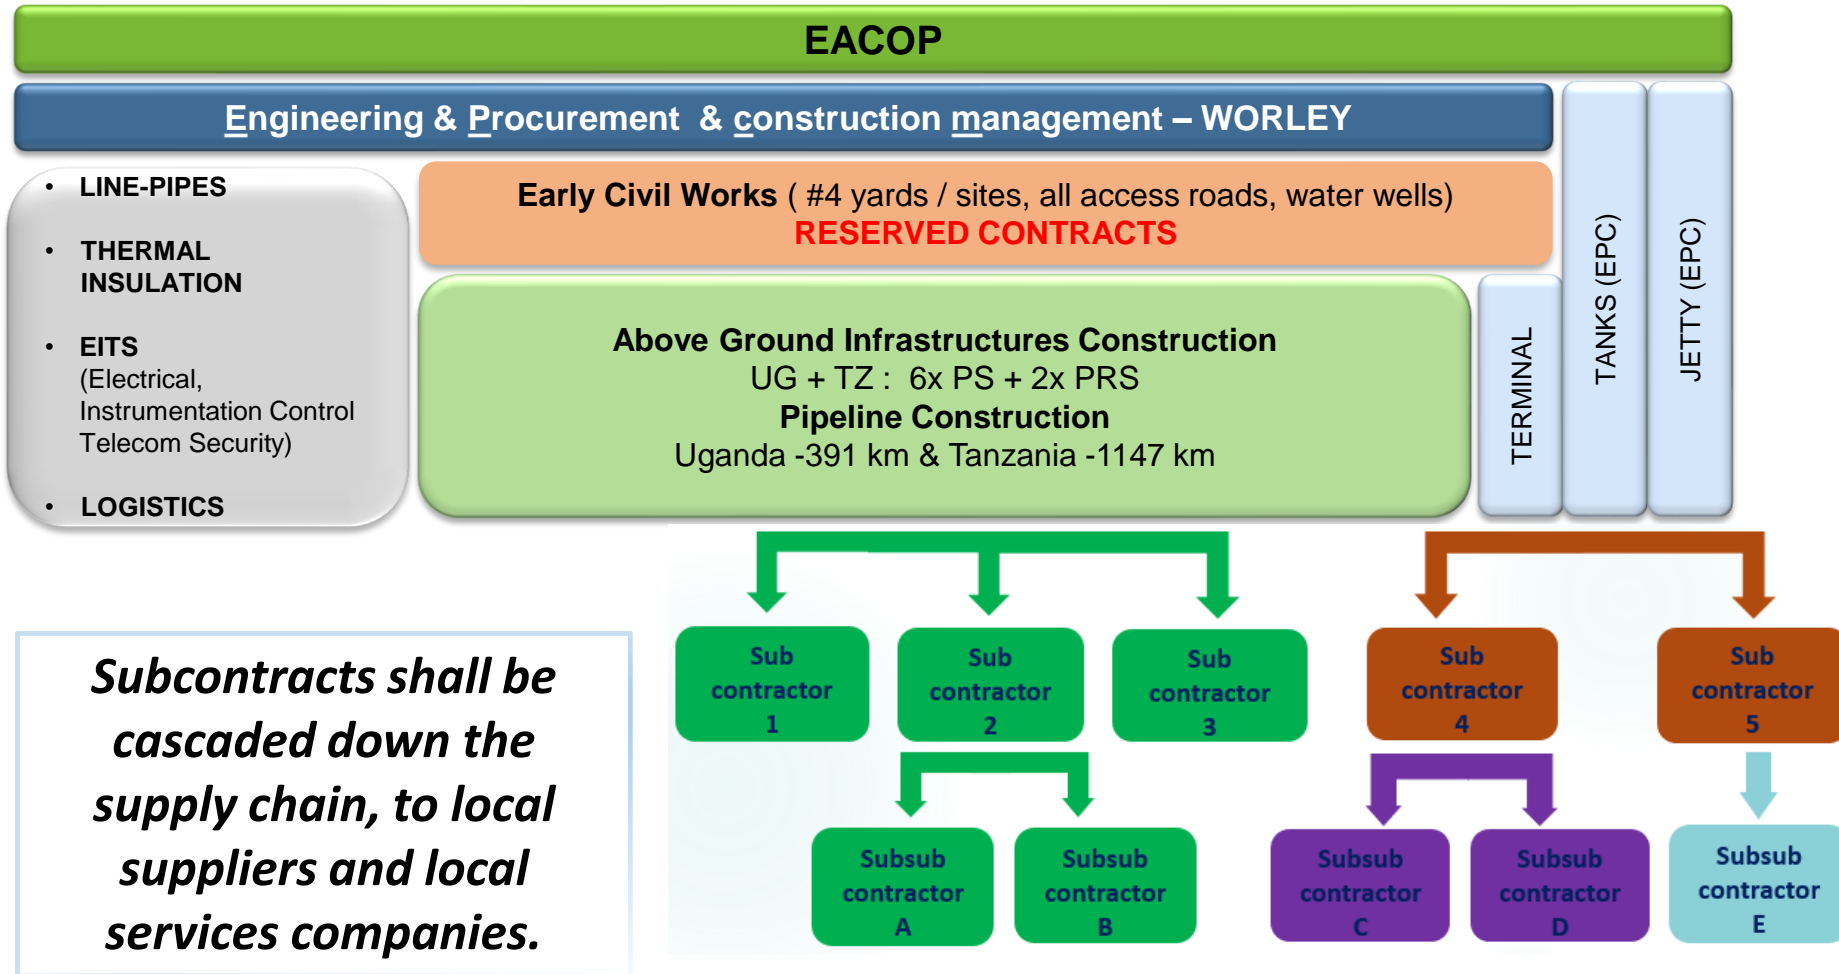 EACOP
Engineering & Procurement & construction management – WORLEY
• LINE-PIPES
• THERMAL
INSULATION
• EITS
(Electrical,
Instrumentation Control
Telecom Security)
• LOGISTICS
Early Civil Works ( #4 yards / sites, all access roads, water wells)
RESERVED CONTRACTS
Above Ground Infrastructures Construction
UG + TZ : 6x PS + 2x PRS
Pipeline Construction
Uganda -391 km & Tanzania -1147 km
TERMINAL
TANKS (EPC)
JETTY (EPC)
Subcontracts shall be
cascaded down the
supply chain, to local
suppliers and local
services companies.
Sub
contractor
1
Sub
contractor
2
Sub
contractor
3
Sub
contractor
4
Sub
contractor
5
Subsub
contractor
A
Subsub
contractor
B
Subsub
contractor
C
Subsub
contractor
D
Subsub
contractor
E